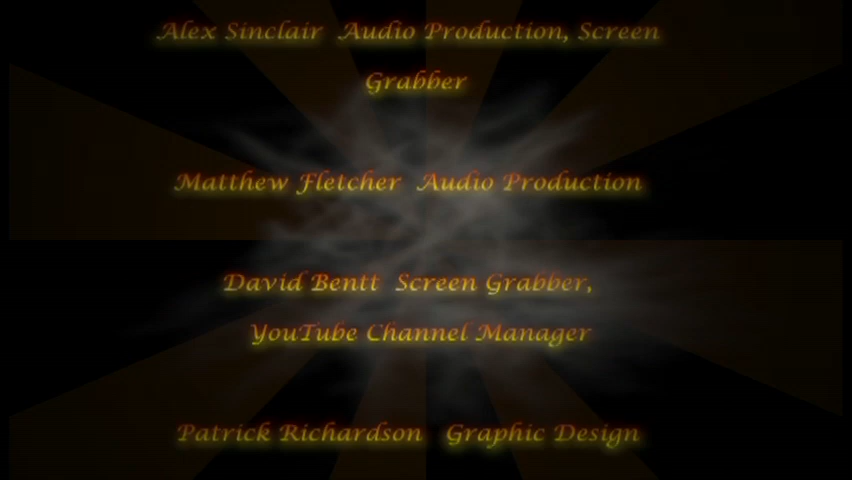 Alex Sinclair  Audio Production, Screen
Grabber
Matthew Fletcher  Audio Production
David Bentt  Screen Grabber,
YouTube Channel Manager
Patrick Richardson  Graphic Design